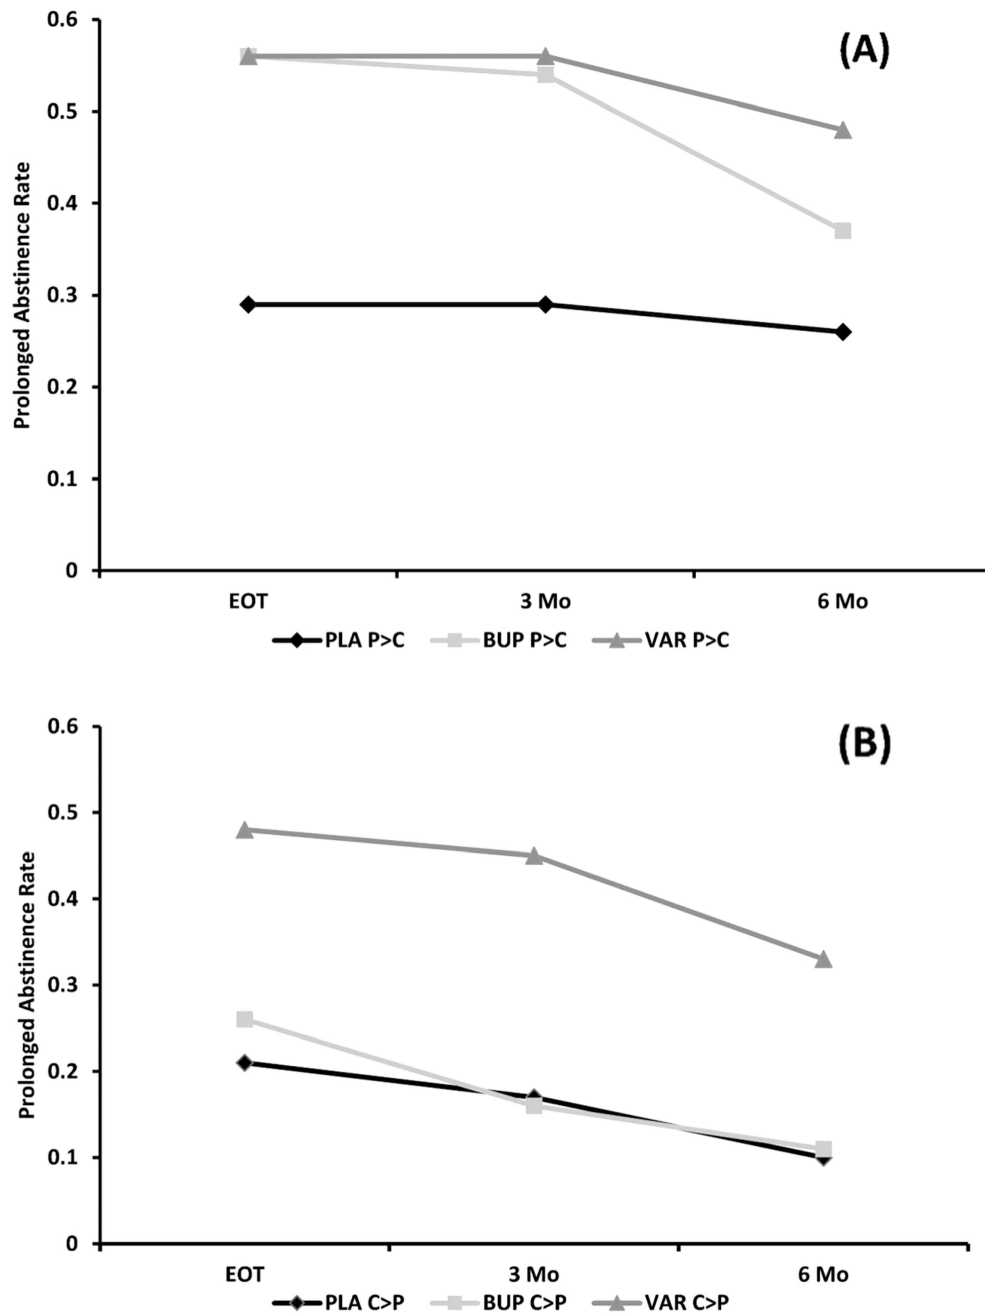 (A)
Prolonged Abstinence Rate
0.6
0.5
0.4
0.3
0.2
0.1
0
EOT 3 Mo 6 Mo
PLA P>C BUP P>C VAR P>C
(B)
Prolonged Abstinence Rate
0.6
0.5
0.4
0.3
0.2
0.1
0
EOT 3 Mo 6 Mo
PLA C>P BUP C>P VAR C>P